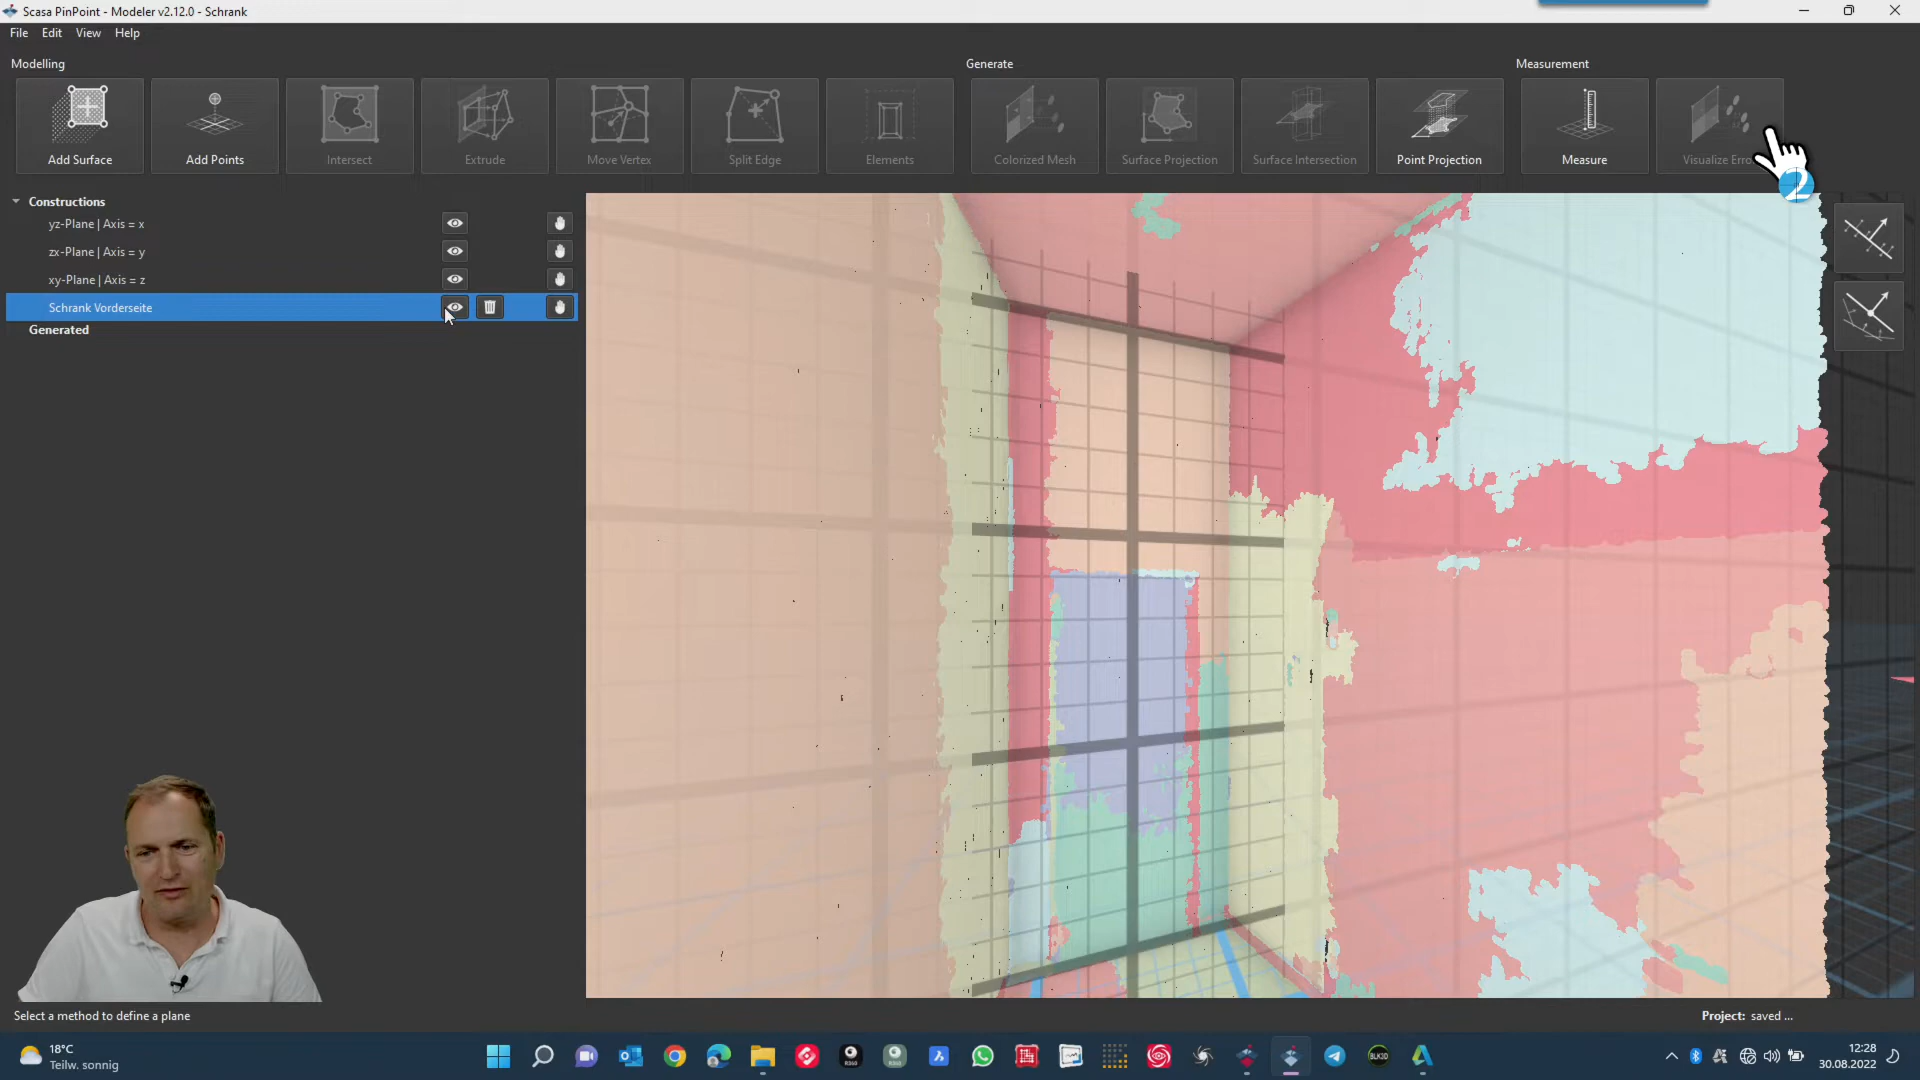 Scasa PinPoint - Modeler v2.12.0 - Schrank
File Edit View Help
Modelling Generate Measurement
Add Surface Add Points Intersect Extrude Move Vertex Split Edge Elements Colorized Mesh Surface Projection Surface Intersection Point Projection Measure Visualize
2
Constructions
yz-Plane | Axis = x
zx-Plane | Axis = y
xy-Plane | Axis = z
Schrank Vorderseite
Generated
Select a method to define a plane Project: saved ...
18°C
Teilw. sonnig
12:28
30.08.2022